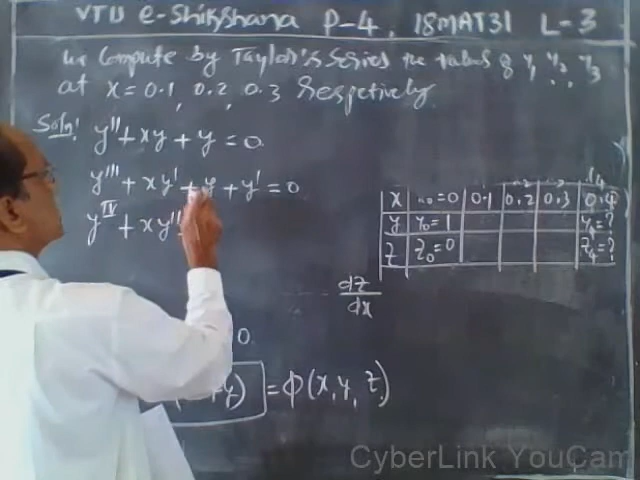 VTU e-Shikshana P-4, 18MAT31 L-3
we Compute by Taylor's series the values of y₁ y₂ y₃
at x = 0.1, 0.2, 0.3 Respetively
Soln:
y'' + xy + y = 0
y''' + xy' + y + y' = 0
y^IV + xy''
x x₀=0 0.1 0.2 0.3 0.4
y y₀=1 y₄=?
z z₀=0 z₄=?
dz/dx
0
+y) = Φ(x, y, z)
CyberLink YouCam